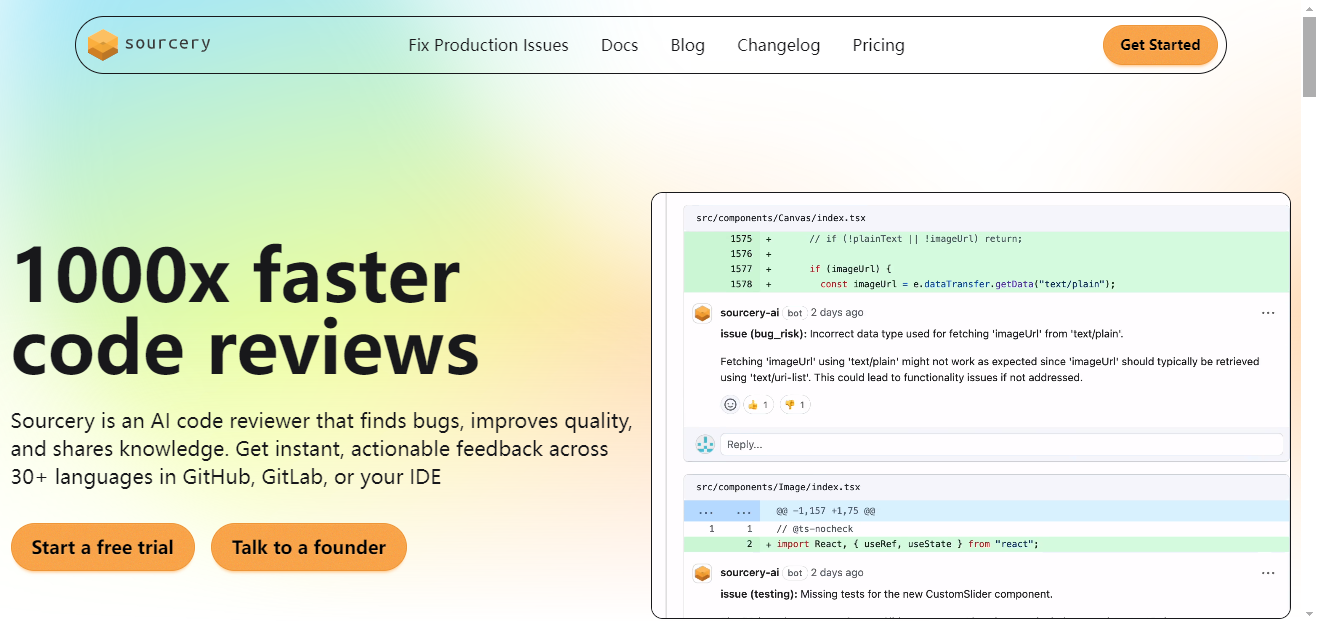 sourcery
Fix Production Issues
Docs
Blog
Changelog
Pricing
Get Started
1000x faster
code reviews
Sourcery is an AI code reviewer that finds bugs, improves quality,
and shares knowledge. Get instant, actionable feedback across
30+ languages in GitHub, GitLab, or your IDE
Start a free trial
Talk to a founder
src/components/Canvas/index.tsx
1575 + // if (!plainText || !imageUrl) return;
1576 +
1577 + if (imageUrl) {
1578 + const imageUrl = e.dataTransfer.getData("text/plain");
sourcery-ai bot 2 days ago ...
issue (bug_risk): Incorrect data type used for fetching 'imageUrl' from 'text/plain'.
Fetching 'imageUrl' using 'text/plain' might not work as expected since 'imageUrl' should typically be retrieved
using 'text/uri-list'. This could lead to functionality issues if not addressed.
1 1
Reply...
src/components/Image/index.tsx
... ... @@ -1,157 +1,75 @@
1 1 // @ts-nocheck
2 + import React, { useRef, useState } from "react";
sourcery-ai bot 2 days ago ...
issue (testing): Missing tests for the new CustomSlider component.